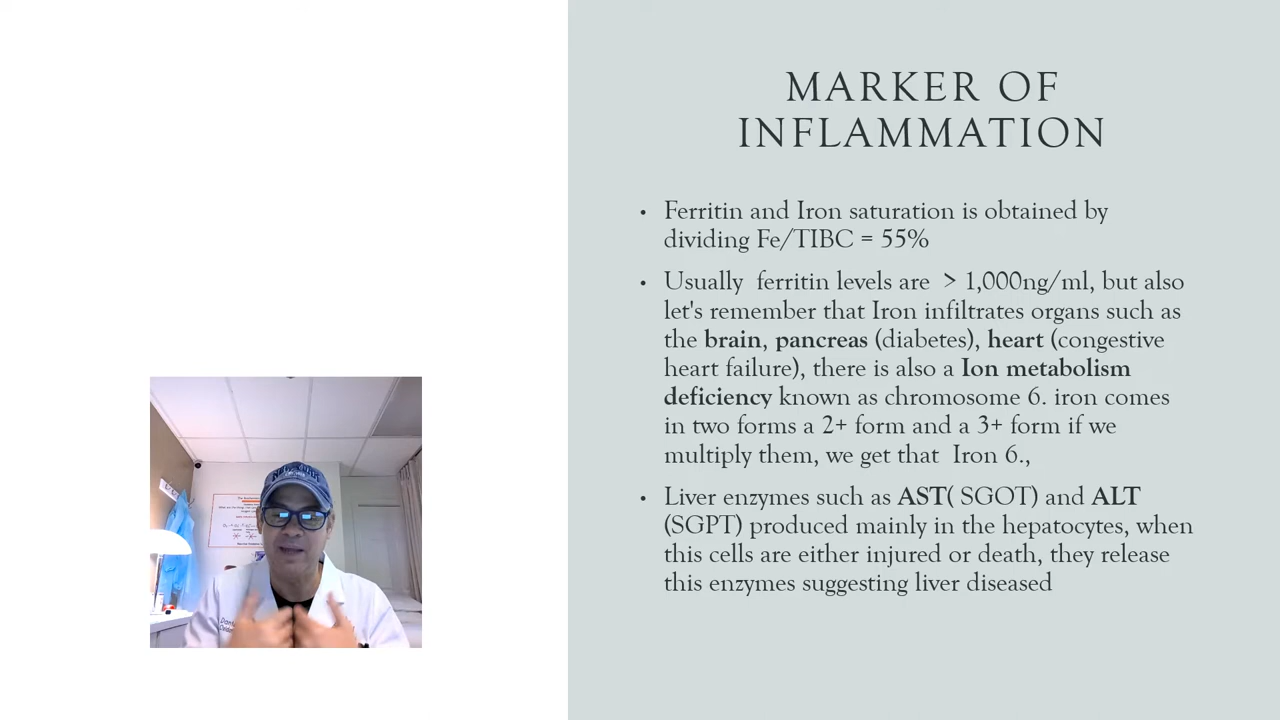 MARKER OF
INFLAMMATION
• Ferritin and Iron saturation is obtained by
dividing Fe/TIBC = 55%
• Usually ferritin levels are > 1,000ng/ml, but also
let's remember that Iron infiltrates organs such as
the brain, pancreas (diabetes), heart (congestive
heart failure), there is also a Ion metabolism
deficiency known as chromosome 6. iron comes
in two forms a 2+ form and a 3+ form if we
multiply them, we get that Iron 6.,
• Liver enzymes such as AST( SGOT) and ALT
(SGPT) produced mainly in the hepatocytes, when
this cells are either injured or death, they release
this enzymes suggesting liver diseased